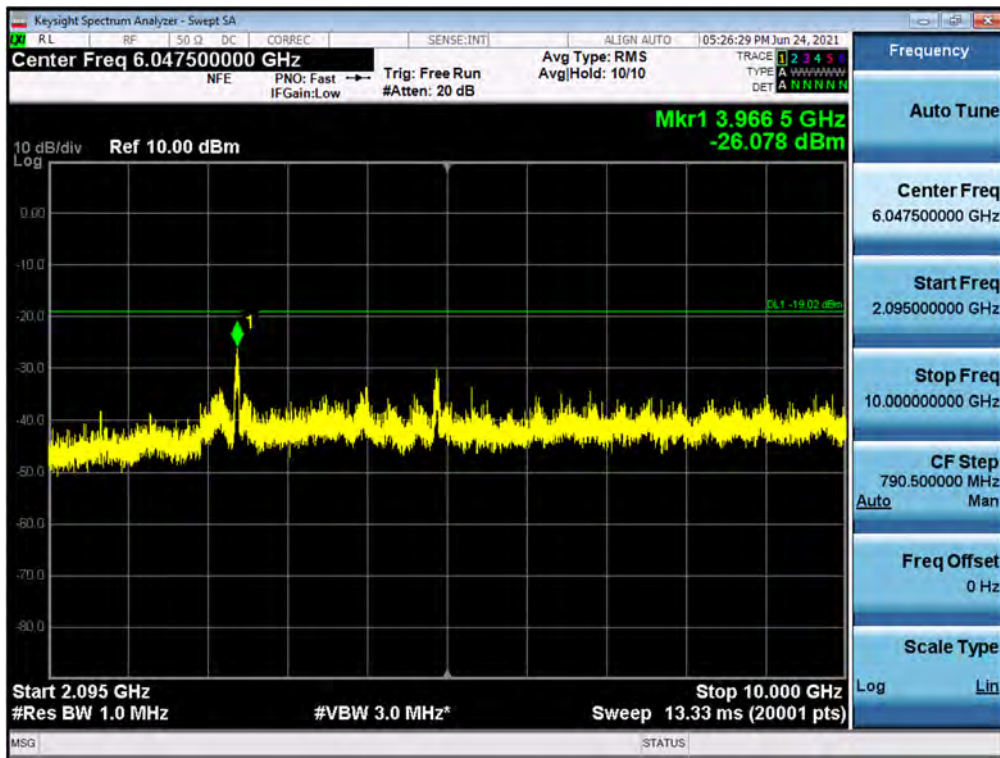 Keysight Spectrum Analyzer - Swept SA
LXI RL RF 50 Ω DC CORREC SENSE:INT ALIGN AUTO 05:26:29 PM Jun 24, 2021
Center Freq 6.047500000 GHz
NFE
PNO: Fast
IFGain:Low
Trig: Free Run
#Atten: 20 dB
Avg Type: RMS
Avg|Hold: 10/10
TRACE 1 2 3 4 5 6
TYPE A WWWWW
DET A N N N N N
Mkr1 3.966 5 GHz
-26.078 dBm
10 dB/div
Log
Ref 10.00 dBm
0.00
-10.0
-20.0
-30.0
-40.0
-50.0
-60.0
-70.0
-80.0
DL1 -19.02 dBm
1
Start 2.095 GHz
Stop 10.000 GHz
#Res BW 1.0 MHz
#VBW 3.0 MHz*
Sweep 13.33 ms (20001 pts)
MSG
STATUS
Frequency
Auto Tune
Center Freq
6.047500000 GHz
Start Freq
2.095000000 GHz
Stop Freq
10.000000000 GHz
CF Step
790.500000 MHz
Auto Man
Freq Offset
0 Hz
Scale Type
Log Lin